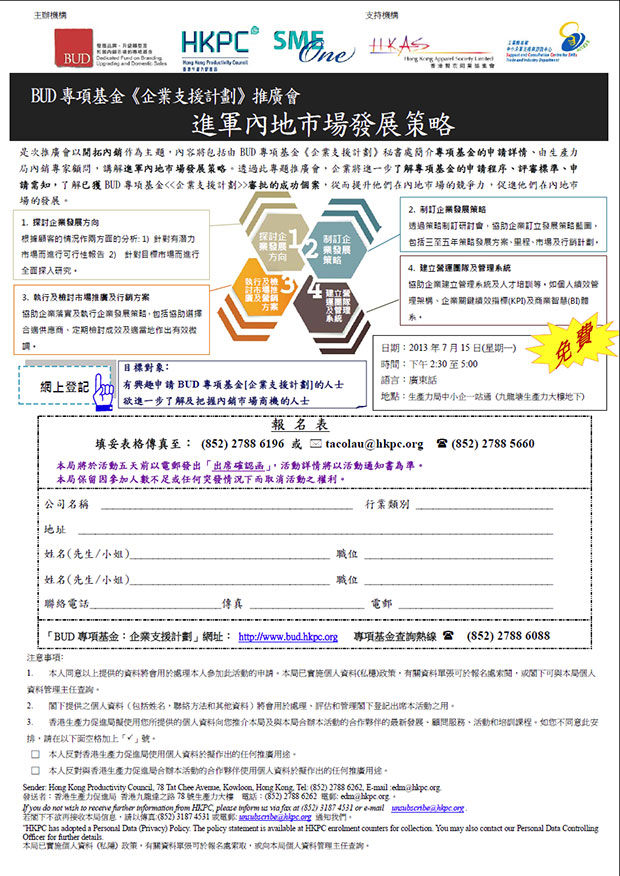 主辦機構
支持機構
BUD
發展品牌、升級轉型及
拓展內銷市場的專項基金
Dedicated Fund on Branding,
Upgrading and Domestic Sales
HKPC
Hong Kong Productivity Council
香港生產力促進局
SME One
HKAS
Hong Kong Apparel Society Limited
香港製衣同業協進會
工業貿易署
中小企業支援與諮詢中心
Support and Consultation Centre for SMEs
Trade and Industry Department
BUD 專項基金《企業支援計劃》推廣會
進軍內地市場發展策略
是次推廣會以開拓內銷作為主題，內容將包括由 BUD 專項基金《企業支援計劃》秘書處簡介專項基金的申請詳情、由生產力
局內銷專家顧問，講解進軍內地市場發展策略。透過此專題推廣會，企業將進一步了解專項基金的申請程序、評審標準、申
請需知，了解已獲 BUD 專項基金<<企業支援計劃>>審批的成功個案，從而提升他們在內地市場的競爭力，促進他們在內地市
場的發展。
1. 探討企業發展方向
根據顧客的情況作兩方面的分析: 1) 針對有潛力
市場而進行可行性報告 2) 針對目標市場而進行
全面探入研究。
探討企
業發展
方向
1
2
制訂企
業發展
策略
2. 制訂企業發展策略
透過策略制訂研討會，協助企業訂立發展策略藍圖，
包括三至五年策略發展方案、里程、市場及行銷計劃。
3. 執行及檢討市場推廣及行銷方案
協助企業落實及執行企業發展策略，包括協助選擇
合適供應商、定期檢討成效及適當地作出有效微
調。
3
4
建立營
運團隊
及管理
系統
4. 建立營運團隊及管理系統
協助企業建立管理系統及人才培訓等，如個人績效管
理架構、企業關鍵績效指標(KPI)及商業智慧(BI)體
系。
網上登記
目標對象:
有興趣申請 BUD 專項基金[企業支援計劃]的人士
欲進一步了解及把握內銷市場商機的人士
日期：2013 年 7 月 15 日(星期一)
時間：下午 2:30 至 5:00
語言：廣東話
地點：生產力局中小企一站通 (九龍塘生產力大樓地下)
免費
報 名 表
填妥表格傳真至： (852) 2788 6196 或 ✉ tacolau@hkpc.org ☎ (852) 2788 5660
本局將於活動五天前以電郵發出「出席確認函」，活動詳情將以活動通知書為準。
本局保留因參加人數不足或任何突發情況下而取消活動之權利。
公司名稱 行業類別
地址
姓名(先生/小姐) 職位
姓名(先生/小姐) 職位
聯絡電話 傳真 電郵
「BUD 專項基金：企業支援計劃」網址： http://www.bud.hkpc.org 專項基金查詢熱線 ☎ (852) 2788 6088
注意事項:
1. 本人同意以上提供的資料將會用於處理本人參加此活動的申請。本局已實施個人資料(私穩)政策，有關資料單張可於報名處索閱，或閣下可與本局個人
資料管理主任查詢。
2. 閣下提供之個人資料（包括姓名，聯絡方法和其他資料）將會用於處理、評估和管理閣下登記出席本活動之用。
3. 香港生產力促進局擬使用您所提供的個人資料向您推介本局及與本局合辦本活動的合作夥伴的最新發展、顧問服務、活動和培訓課程。如您不同意此安
排，請在以下面空格加上「✓」號。
□ 本人反對香港生產力促進局使用個人資料於擬作出的任何推廣用途。
□ 本人反對與香港生產力促進局合辦本活動的合作夥伴使用個人資料於擬作出的任何推廣用途。
Sender: Hong Kong Productivity Council, 78 Tat Chee Avenue, Kowloon, Hong Kong, Tel: (852) 2788 6262, E-mail :edm@hkpc.org.
發送者：香港生產力促進局 香港九龍達之路 78 號生產力大樓 電話：(852) 2788 6262 電郵: edm@hkpc.org.。
If you do not wish to receive further information from HKPC, please inform us via fax at (852) 3187 4531 or e-mail unsubscribe@hkpc.org .
若閣下不欲再接收本局信息，請以傳真:(852) 3187 4531 或電郵: unsubscribe@hkpc.org 通知我們。
"HKPC has adopted a Personal Data (Privacy) Policy. The policy statement is available at HKPC enrolment counters for collection. You may also contact our Personal Data Controlling
Officer for further details.
本局已實施個人資料 (私隱) 政策，有關資料單張可於報名處索取，或向本局個人資料管理主任查詢。